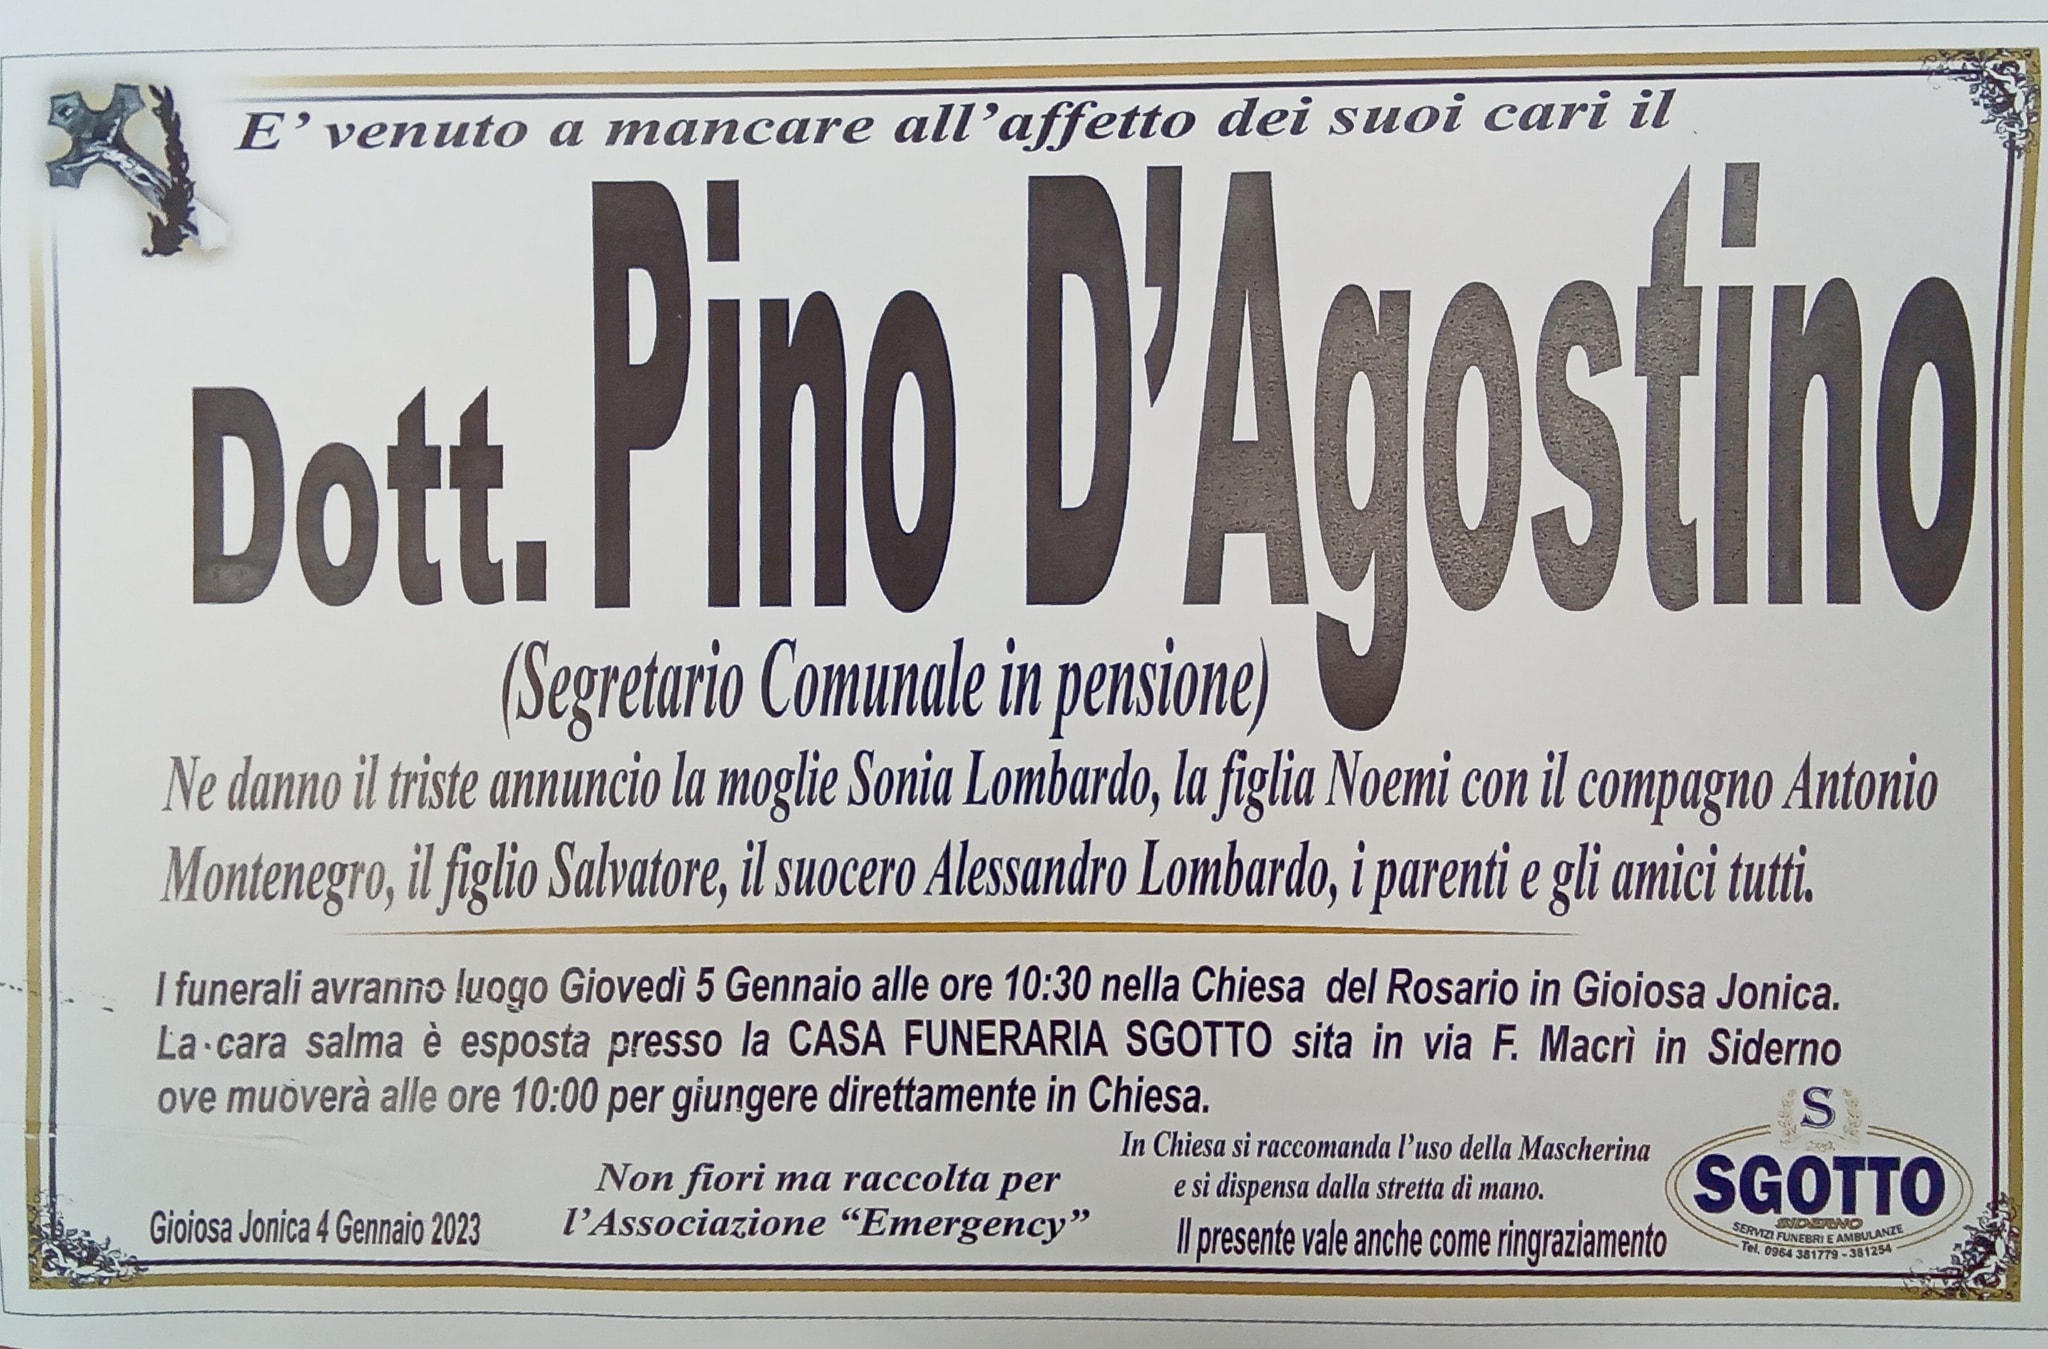 E' venuto a mancare all'affetto dei suoi cari il
Dott. Pino D'Agostino
(Segretario Comunale in pensione)
Ne danno il triste annuncio la moglie Sonia Lombardo, la figlia Noemi con il compagno Antonio
Montenegro, il figlio Salvatore, il suocero Alessandro Lombardo, i parenti e gli amici tutti.
I funerali avranno luogo Giovedì 5 Gennaio alle ore 10:30 nella Chiesa del Rosario in Gioiosa Jonica.
La cara salma è esposta presso la CASA FUNERARIA SGOTTO sita in via F. Macrì in Siderno
ove muoverà alle ore 10:00 per giungere direttamente in Chiesa.
Gioiosa Jonica 4 Gennaio 2023
Non fiori ma raccolta per
l'Associazione "Emergency"
In Chiesa si raccomanda l'uso della Mascherina
e si dispensa dalla stretta di mano.
Il presente vale anche come ringraziamento
S
SGOTTO
SIDERNO
SERVIZI FUNEBRI E AMBULANZE
Tel. 0964 381779 - 381254